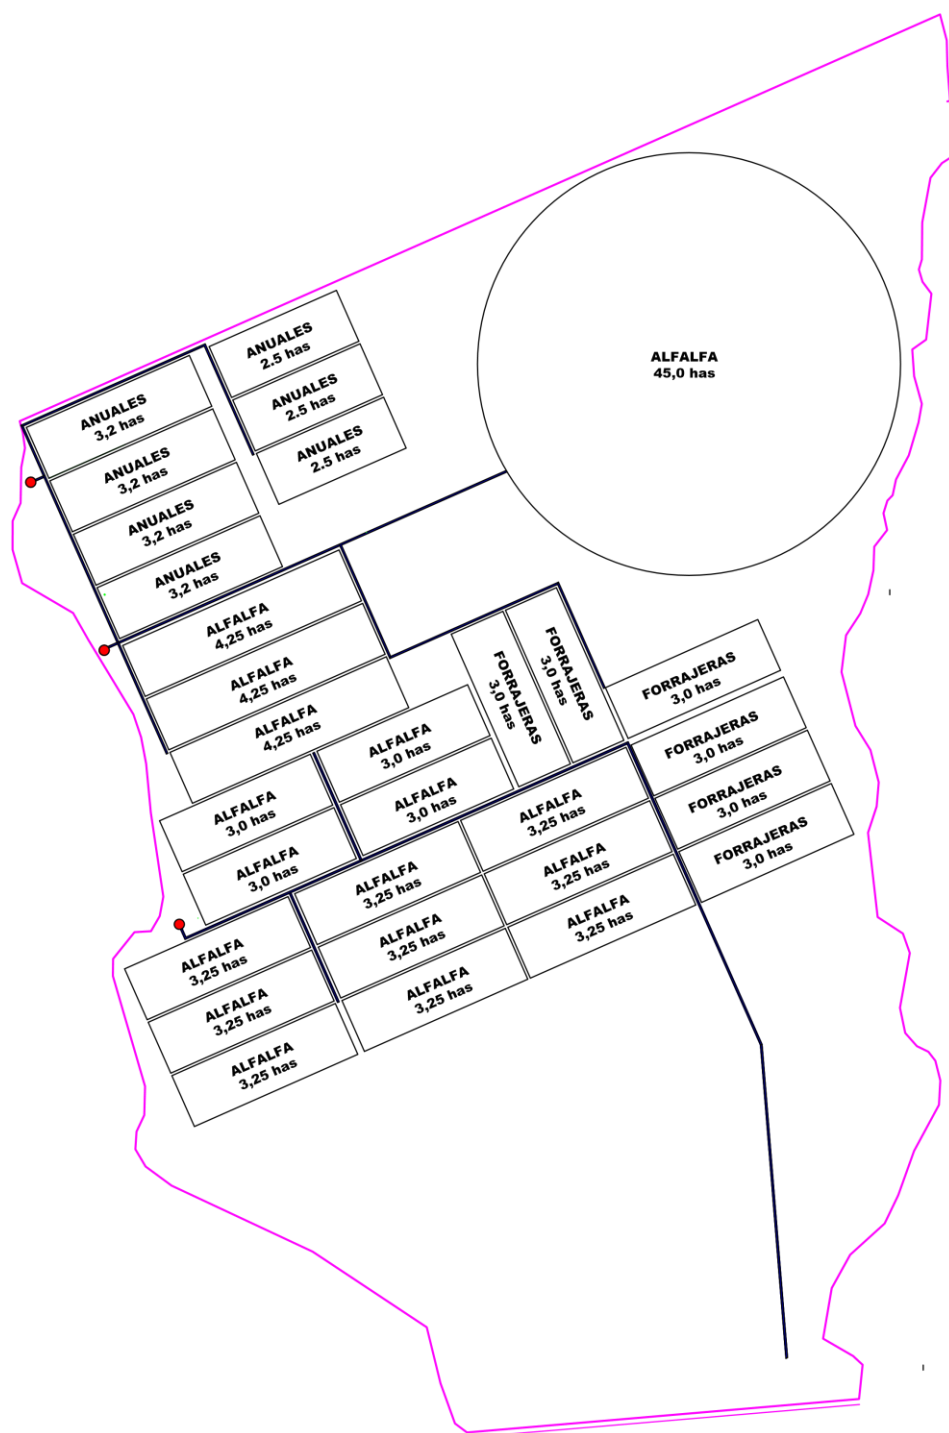 ALFALFA
45,0 has
ANUALES
2.5 has
ANUALES
2.5 has
ANUALES
2.5 has
ANUALES
3,2 has
ANUALES
3,2 has
ANUALES
3,2 has
ANUALES
3,2 has
ALFALFA
4,25 has
ALFALFA
4,25 has
ALFALFA
4,25 has
FORRAJERAS
3,0 has
FORRAJERAS
3,0 has
FORRAJERAS
3,0 has
FORRAJERAS
3,0 has
FORRAJERAS
3,0 has
FORRAJERAS
3,0 has
ALFALFA
3,0 has
ALFALFA
3,0 has
ALFALFA
3,0 has
ALFALFA
3,0 has
ALFALFA
3,25 has
ALFALFA
3,25 has
ALFALFA
3,25 has
ALFALFA
3,25 has
ALFALFA
3,25 has
ALFALFA
3,25 has
ALFALFA
3,25 has
ALFALFA
3,25 has
ALFALFA
3,25 has